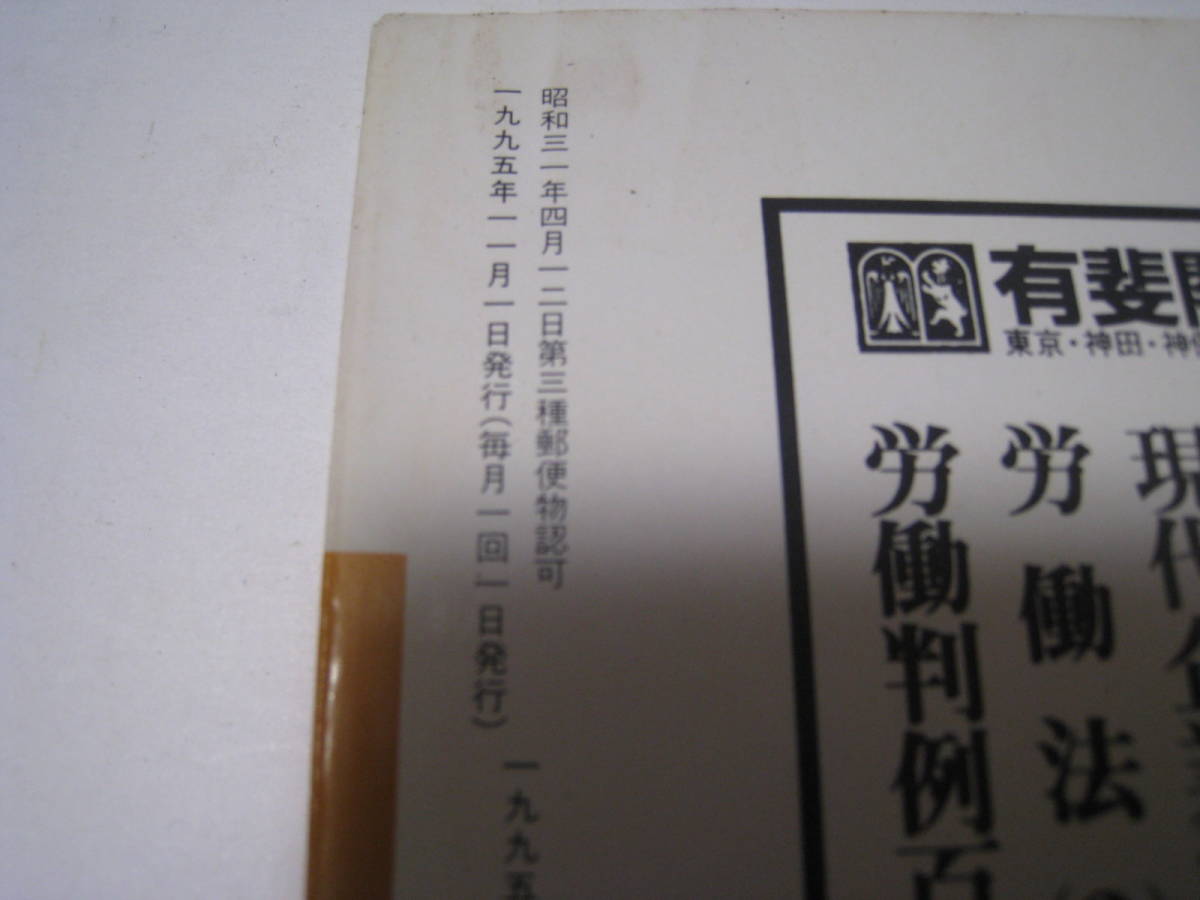 昭和三一年四月一二日第三種郵便物認可
一九九五年一一月一日発行(毎月一回一日発行)
一九九五
有斐閣
東京・神田・神保
現代
労働法
労働判例百